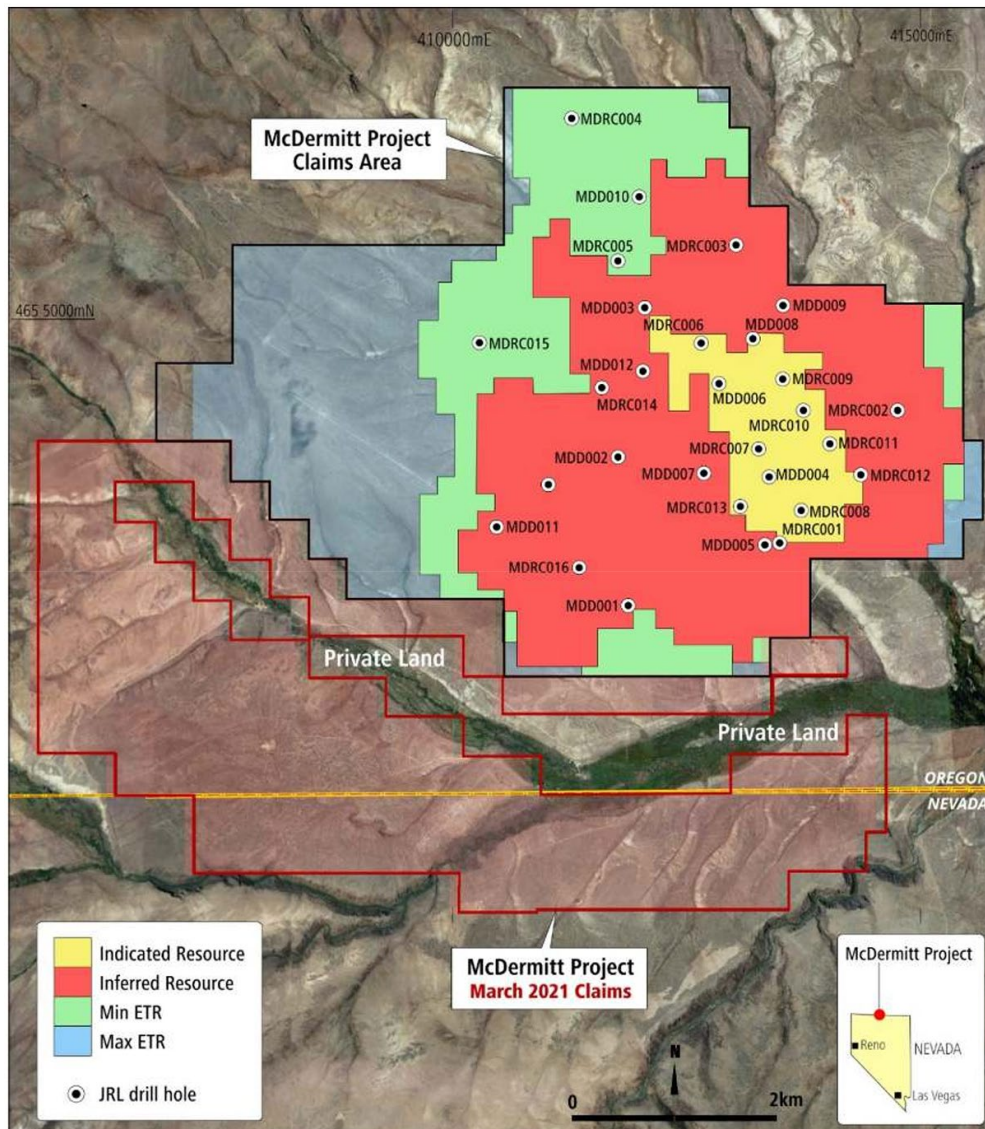 410000mE
415000mE
McDermitt Project
Claims Area
MDRC004
MDD010
MDRC005
MDRC003
465 5000mN
MDD003
MDD009
MDRC006
MDD008
MDRC015
MDD012
MDRC009
MDD006
MDRC014
MDRC010
MDRC002
MDRC007
MDRC011
MDD002
MDD007
MDD004
MDRC012
MDRC013
MDRC008
MDD011
MDRC001
MDD005
MDRC016
MDD001
Private Land
Private Land
OREGON
NEVADA
McDermitt Project
March 2021 Claims
Indicated Resource
Inferred Resource
Min ETR
Max ETR
JRL drill hole
N
0 2km
McDermitt Project
Reno
NEVADA
Las Vegas